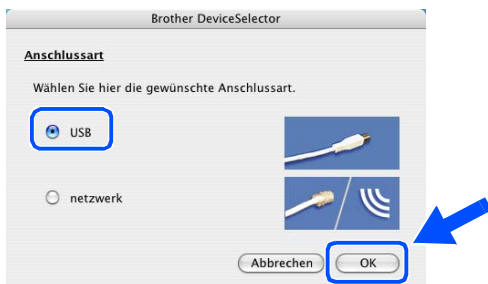 Brother DeviceSelector
Anschlussart
Wählen Sie hier die gewünschte Anschlussart.
USB
netzwerk
Abbrechen OK